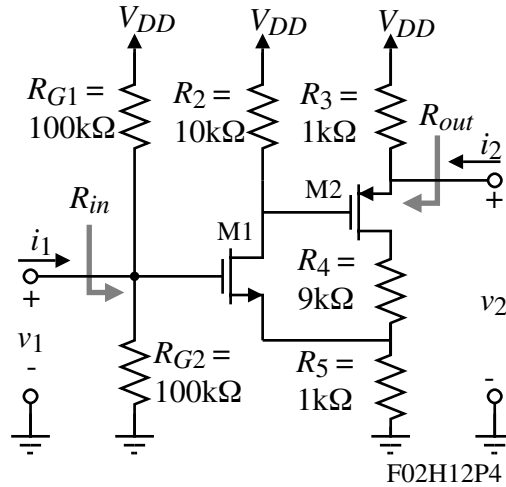 V_DD V_DD V_DD
R_G1 =
100kΩ
R_2 =
10kΩ
R_3 =
1kΩ
R_out
i_2
R_in
M2
+
M1
i_1
R_4 =
9kΩ
+
v_1
v_2
R_G2 =
100kΩ
R_5 =
1kΩ
-
-
F02H12P4